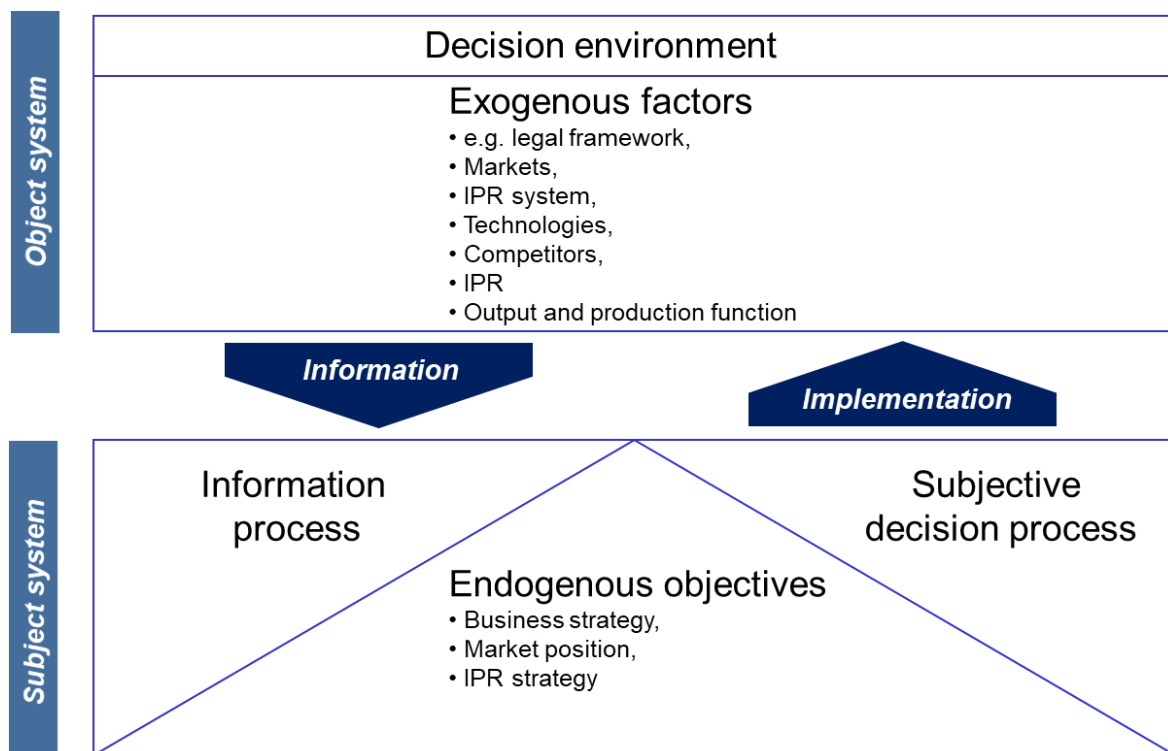 Object system
Decision environment
Exogenous factors
• e.g. legal framework,
• Markets,
• IPR system,
• Technologies,
• Competitors,
• IPR
• Output and production function
Information
Implementation
Subject system
Information
process
Subjective
decision process
Endogenous objectives
• Business strategy,
• Market position,
• IPR strategy